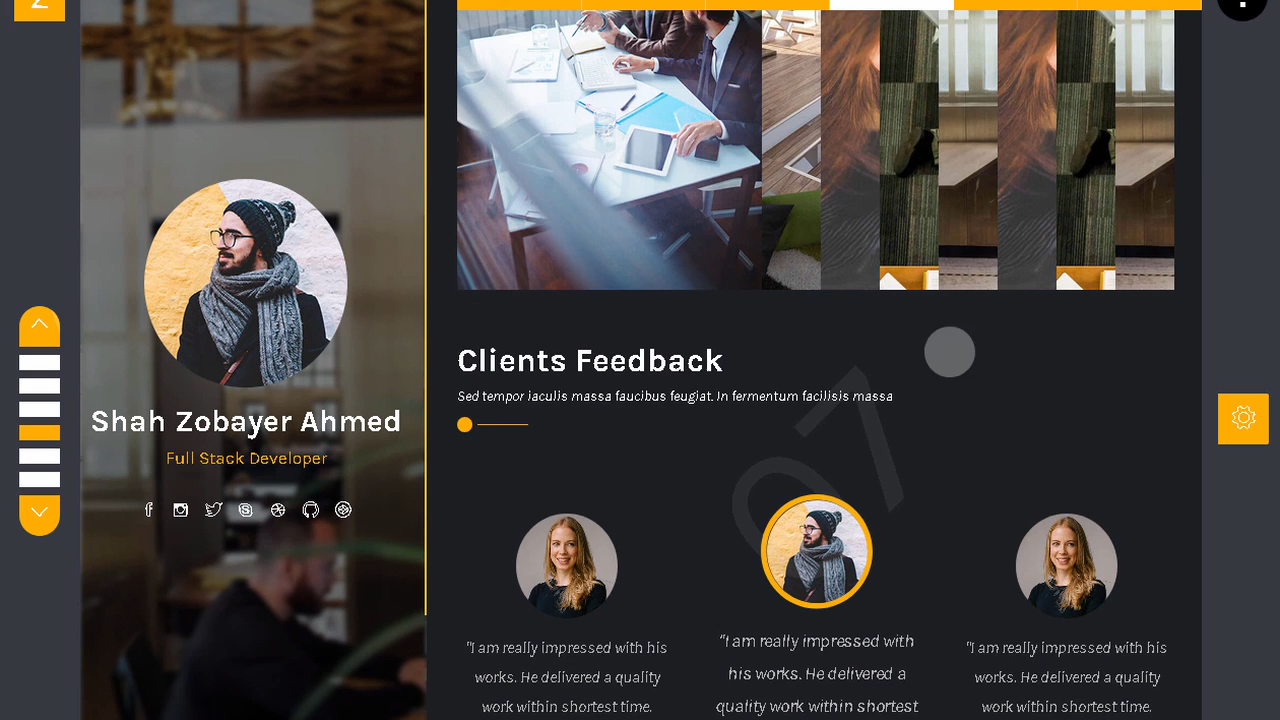 Z
Shah Zobayer Ahmed
Full Stack Developer
Clients Feedback
Sed tempor iaculis massa faucibus feugiat. In fermentum facilisis massa
07
"I am really impressed with his
works. He delivered a quality
work within shortest time.
"I am really impressed with
his works. He delivered a
quality work within shortest
"I am really impressed with his
works. He delivered a quality
work within shortest time.